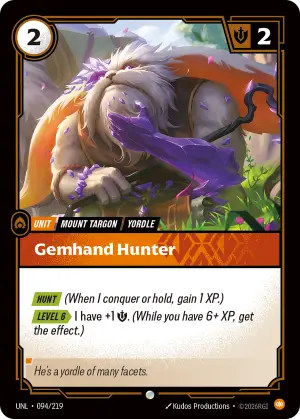 2
2
UNIT MOUNT TARGON YORDLE
Gemhand Hunter
HUNT (When I conquer or hold, gain 1 XP.)
LEVEL 6 I have +1 . (While you have 6+ XP, get
the effect.)
He's a yordle of many facets.
UNL • 094/219 Kudos Productions • ©2026RGI